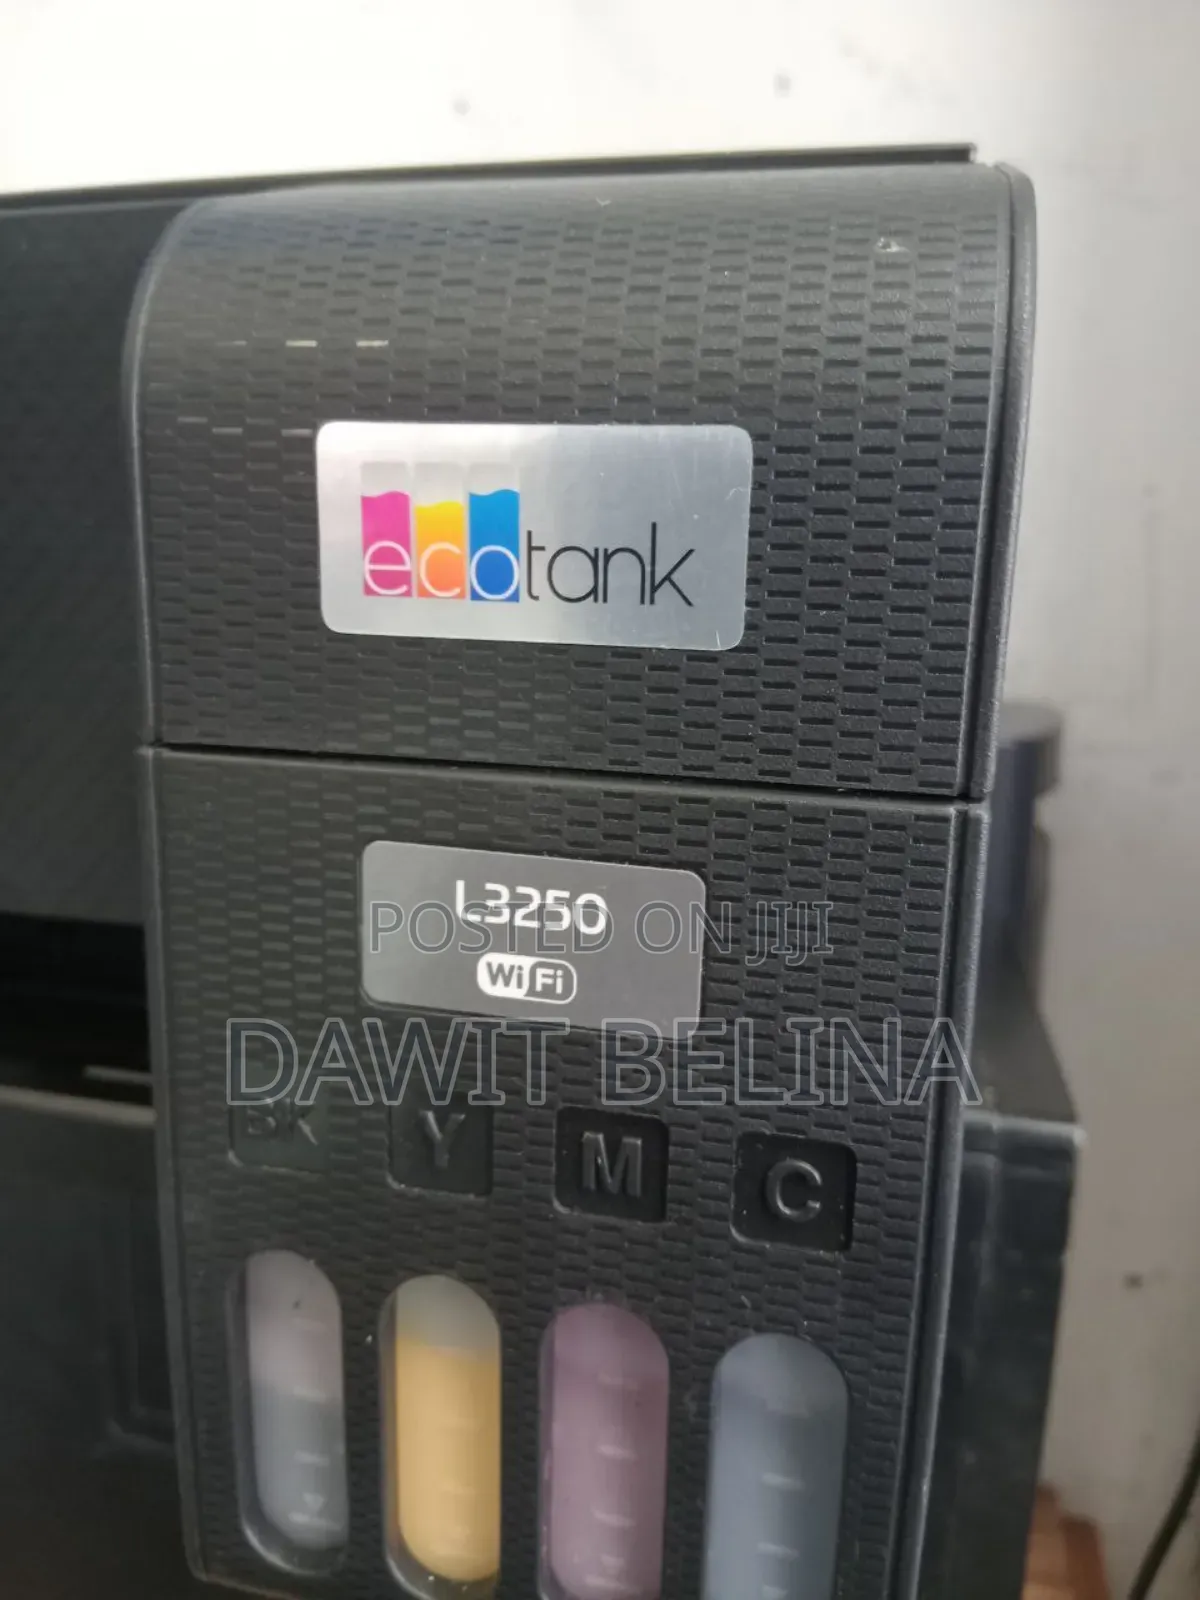 ecotank
L3250
POSTED ON JIJI
WiFi
DAWIT BELINA
BK Y M C